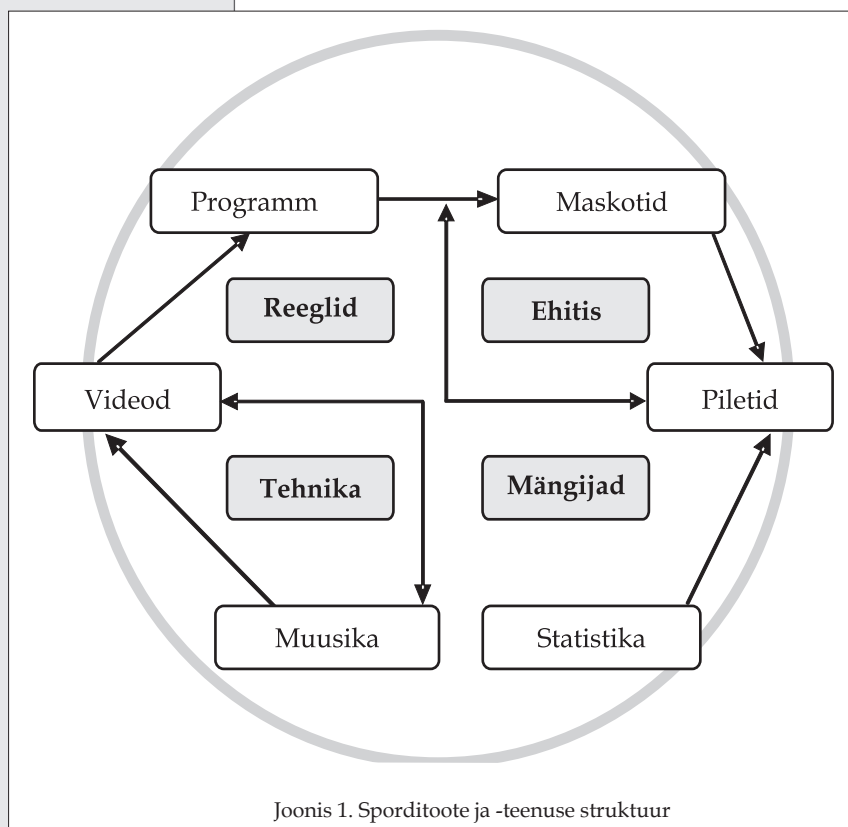 Programm
Maskotid
Reeglid
Ehitis
Videod
Piletid
Tehnika
Mängijad
Muusika
Statistika
Joonis 1. Sporditoote ja -teenuse struktuur